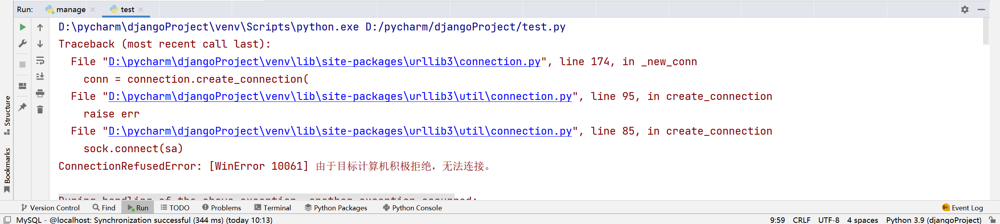 Run: manage test
D:\pycharm\djangoProject\venv\Scripts\python.exe D:/pycharm/djangoProject/test.py
Traceback (most recent call last):
File "D:\pycharm\djangoProject\venv\lib\site-packages\urllib3\connection.py", line 174, in _new_conn
conn = connection.create_connection(
File "D:\pycharm\djangoProject\venv\lib\site-packages\urllib3\util\connection.py", line 95, in create_connection
raise err
File "D:\pycharm\djangoProject\venv\lib\site-packages\urllib3\util\connection.py", line 85, in create_connection
sock.connect(sa)
ConnectionRefusedError: [WinError 10061] 由于目标计算机积极拒绝，无法连接。
During handling of the above exception, another exception occurred:
Structure
Bookmarks
Version Control Find Run TODO Problems Terminal Python Packages Python Console 9+ Event Log
MySQL - @localhost: Synchronization successful (344 ms) (today 10:13) 9:59 CRLF UTF-8 4 spaces Python 3.9 (djangoProject)